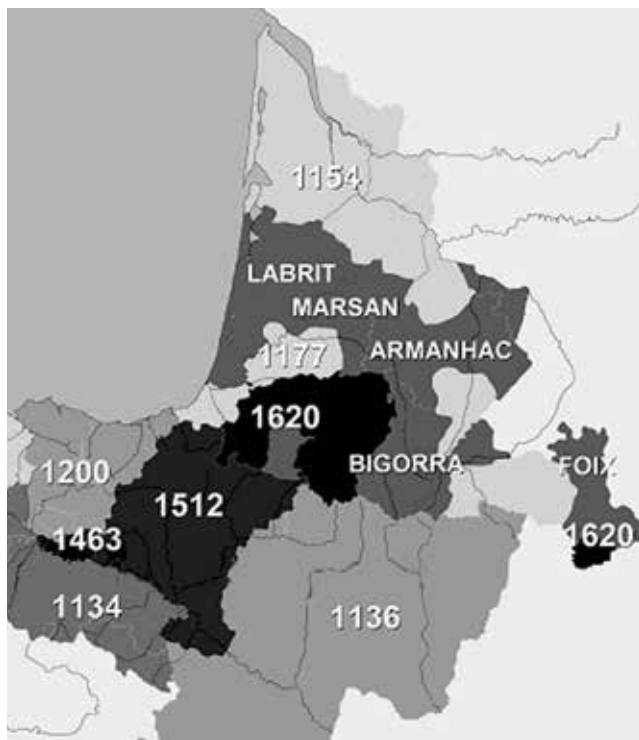 1154
LABRIT
MARSAN
1177
ARMANHAC
1620
BIGORRA
FOIX
1200
1512
1463
1620
1134
1136